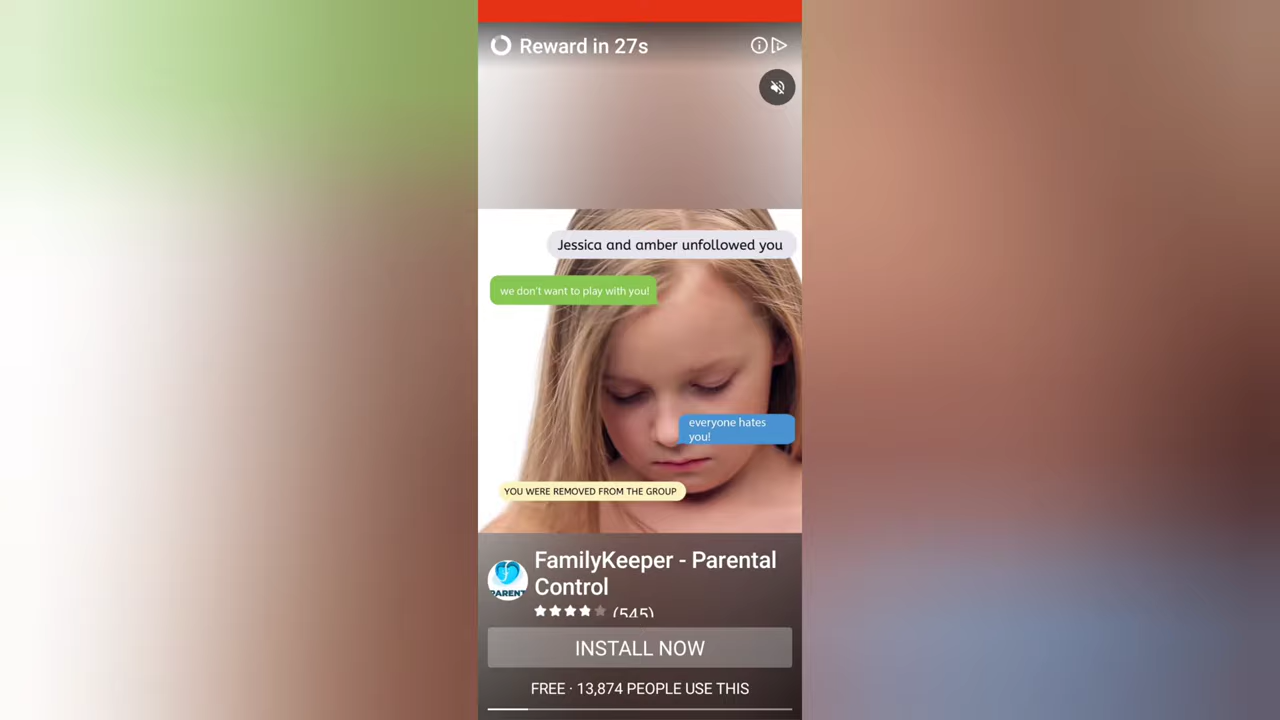 Reward in 27s
Jessica and amber unfollowed you
we don't want to play with you!
everyone hates
you!
YOU WERE REMOVED FROM THE GROUP
FamilyKeeper - Parental
Control
PARENT
(545)
INSTALL NOW
FREE · 13,874 PEOPLE USE THIS